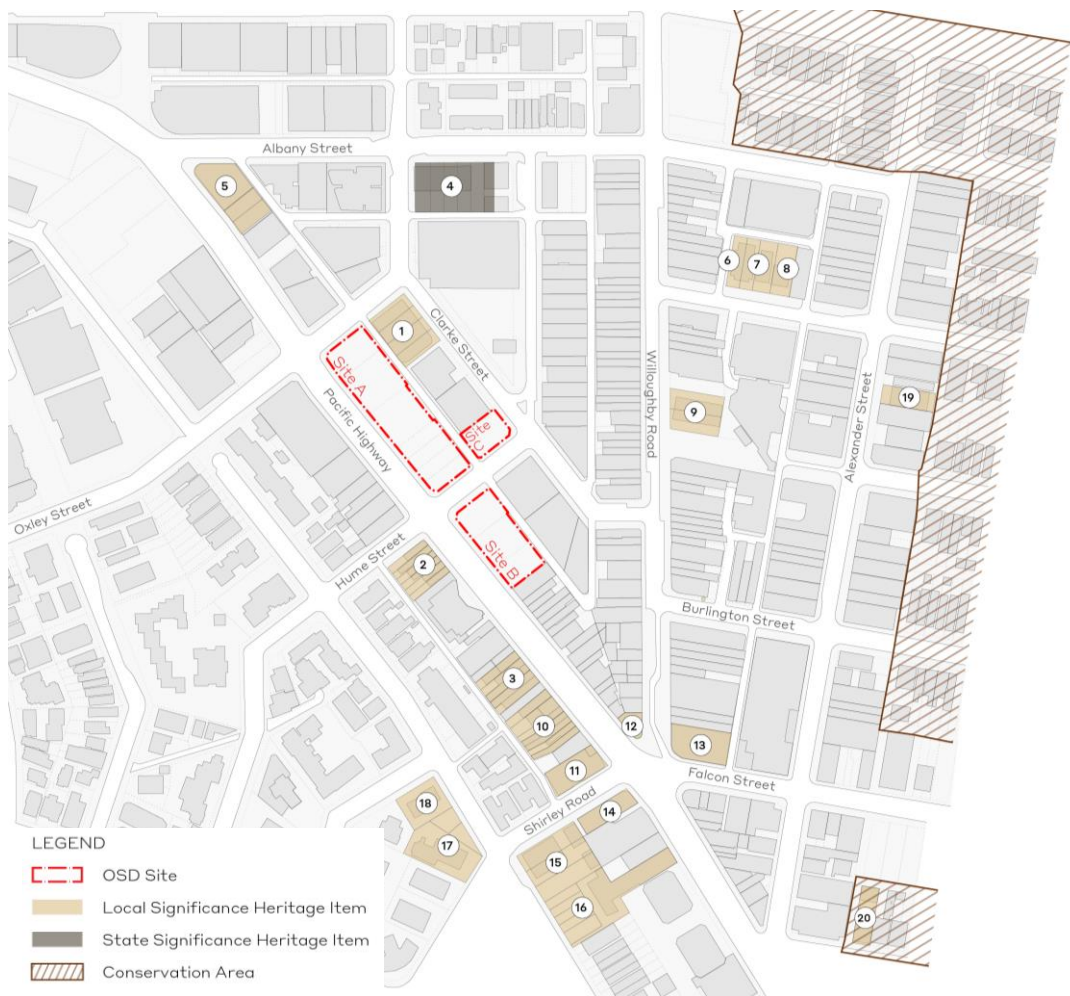 Albany Street
5
4
6
7
8
1
Clarke Street
Site A
Pacific Highway
Site C
Willoughby Road
9
Alexander Street
19
Oxley Street
Hume Street
2
Site B
Burlington Street
3
10
12
13
11
Falcon Street
18
17
Shirley Road
14
15
16
20
LEGEND
OSD Site
Local Significance Heritage Item
State Significance Heritage Item
Conservation Area